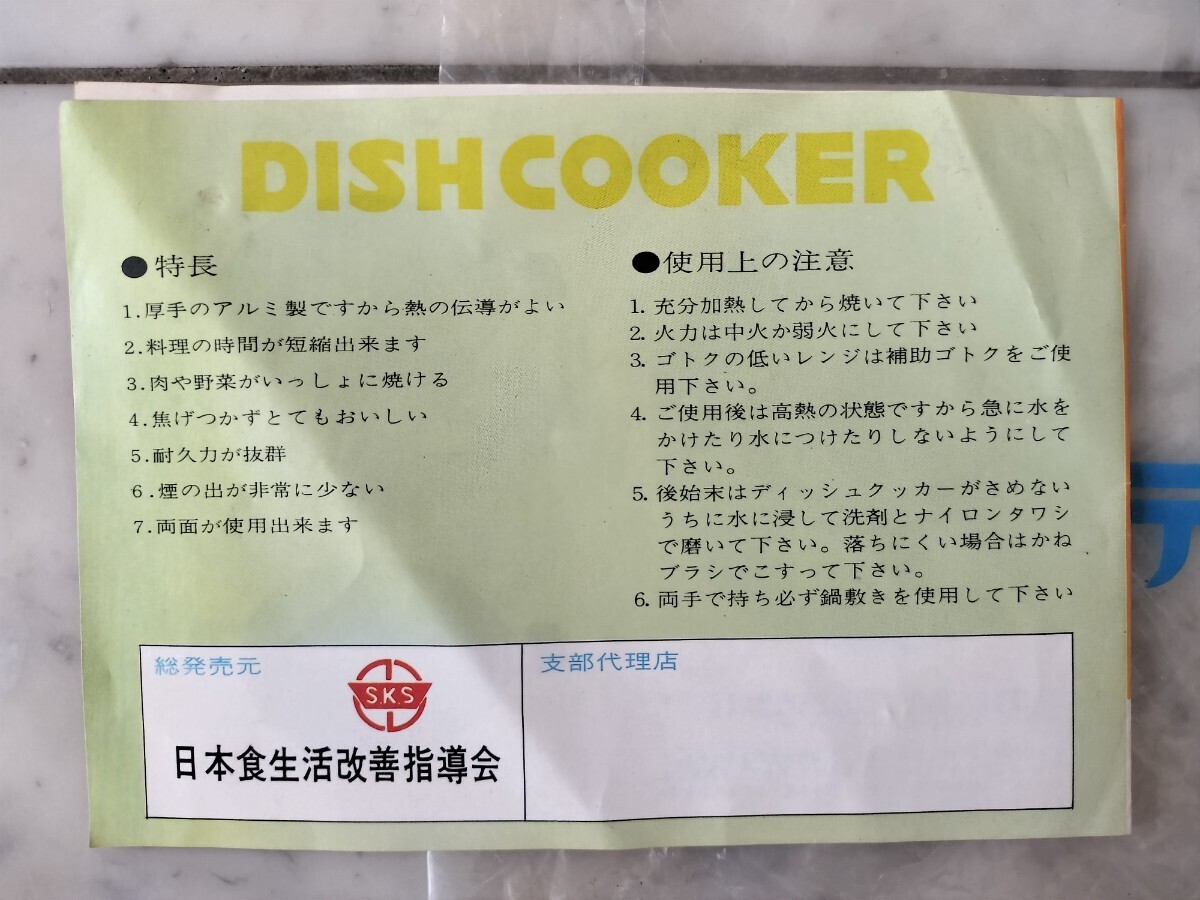 DISH COOKER
●特長
1.厚手のアルミ製ですから熱の伝導がよい
2.料理の時間が短縮出来ます
3.肉や野菜がいっしょに焼ける
4.焦げつかずとてもおいしい
5.耐久力が抜群
6.煙の出が非常に少ない
7.両面が使用出来ます
●使用上の注意
1.充分加熱してから焼いて下さい
2.火力は中火か弱火にして下さい
3.ゴトクの低いレンジは補助ゴトクをご使
用下さい。
4.ご使用後は高熱の状態ですから急に水を
かけたり水につけたりしないようにして
下さい。
5.後始末はディッシュクッカーがさめない
うちに水に浸して洗剤とナイロンタワシ
で磨いて下さい。落ちにくい場合はかね
ブラシでこすって下さい。
6.両手で持ち必ず鍋敷きを使用して下さい
総発売元
S.K.S
日本食生活改善指導会
支部代理店
テ